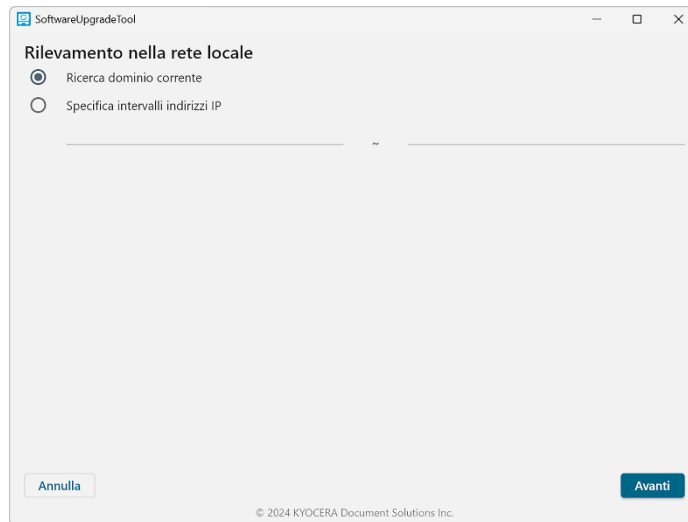 SoftwareUpgradeTool
Rilevamento nella rete locale
Ricerca dominio corrente
Specifica intervalli indirizzi IP
~
Annulla
Avanti
© 2024 KYOCERA Document Solutions Inc.